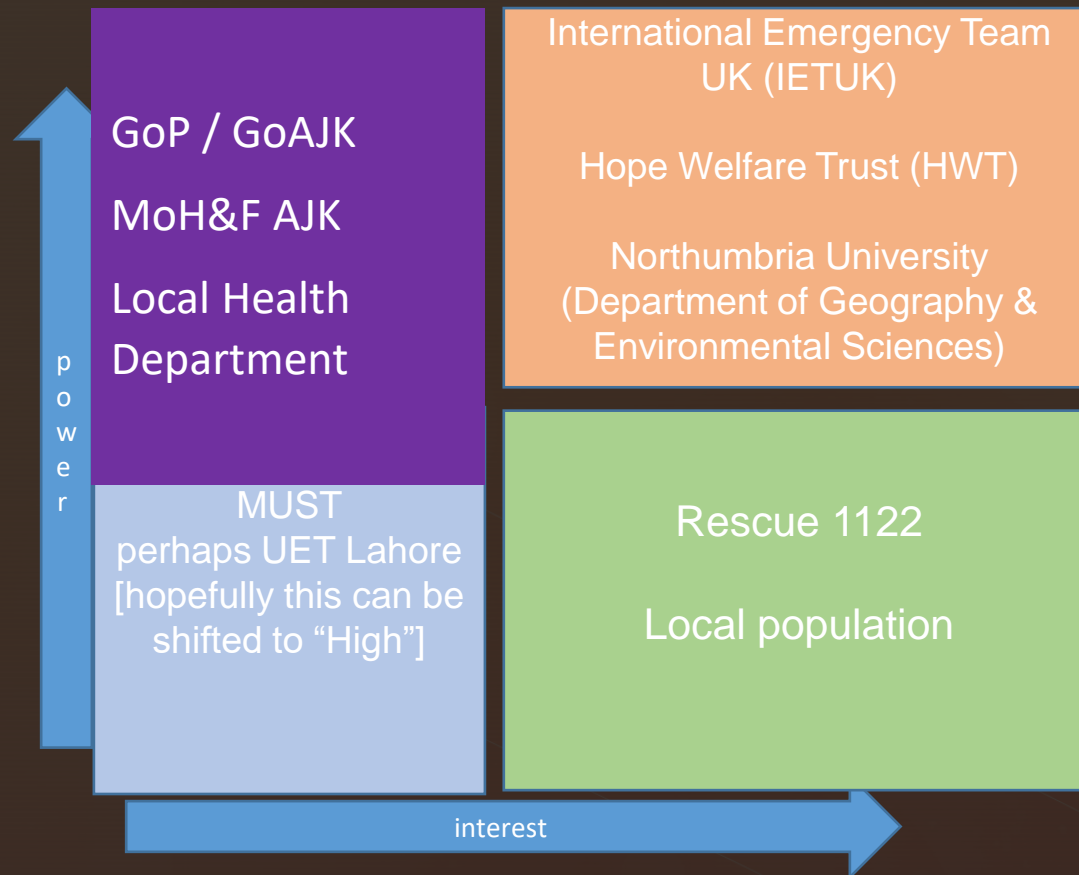 power
GoP / GoAJK
MoH&F AJK
Local Health
Department
International Emergency Team
UK (IETUK)
Hope Welfare Trust (HWT)
Northumbria University
(Department of Geography &
Environmental Sciences)
MUST
perhaps UET Lahore
[hopefully this can be
shifted to “High”]
Rescue 1122
Local population
interest